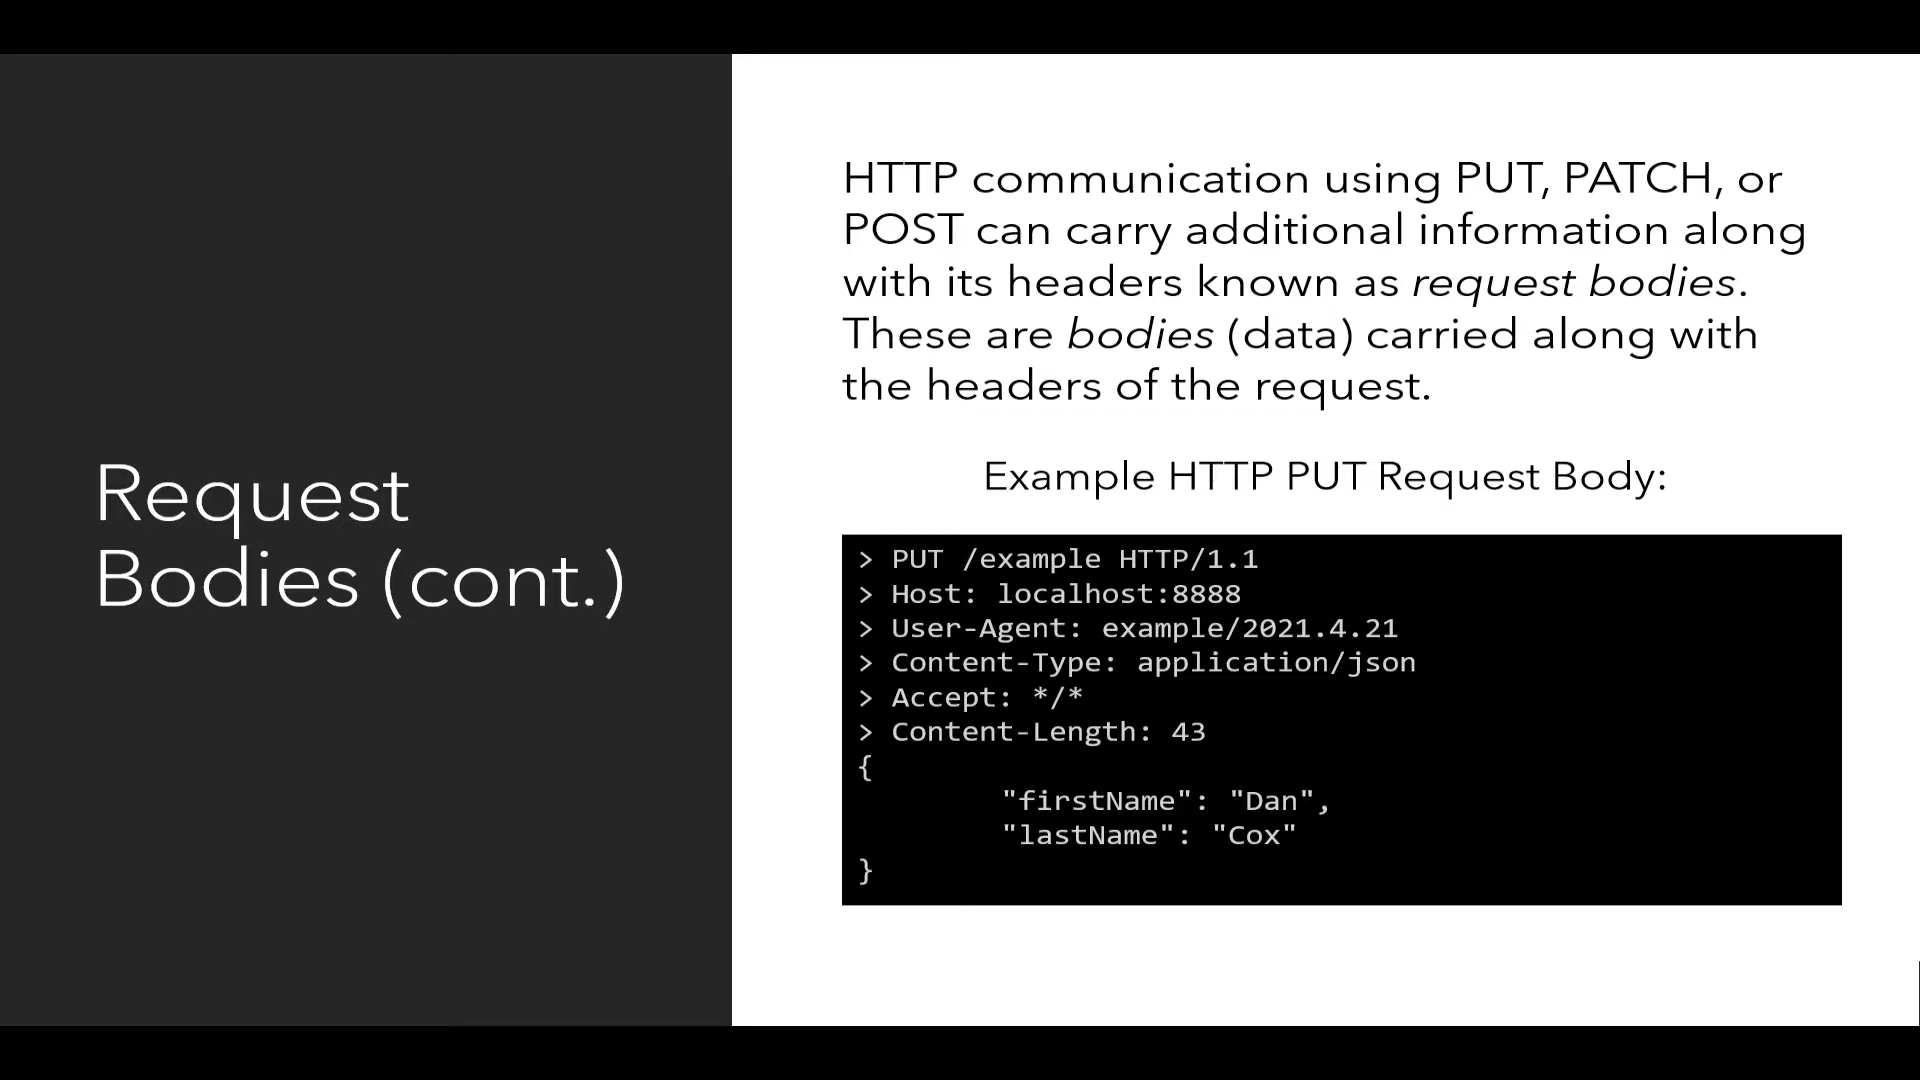 Request
Bodies (cont.)
HTTP communication using PUT, PATCH, or
POST can carry additional information along
with its headers known as request bodies.
These are bodies (data) carried along with
the headers of the request.
Example HTTP PUT Request Body:
> PUT /example HTTP/1.1
> Host: localhost:8888
> User-Agent: example/2021.4.21
> Content-Type: application/json
> Accept: */*
> Content-Length: 43
{
"firstName": "Dan",
"lastName": "Cox"
}